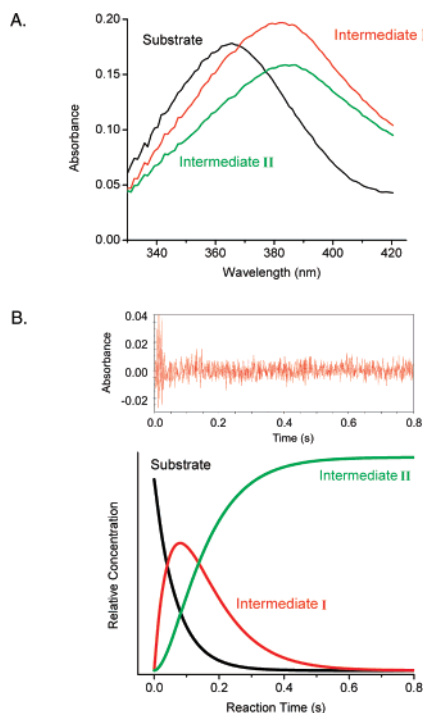 A.
Substrate
Intermediate I
Intermediate II
0.20
0.15
0.10
0.05
0.00
Absorbance
340 360 380 400 420
Wavelength (nm)
B.
0.04
0.02
0.00
-0.02
Absorbance
0.0 0.2 0.4 0.6 0.8
Time (s)
Substrate
Intermediate II
Intermediate I
Relative Concentration
0.0 0.2 0.4 0.6 0.8
Reaction Time (s)